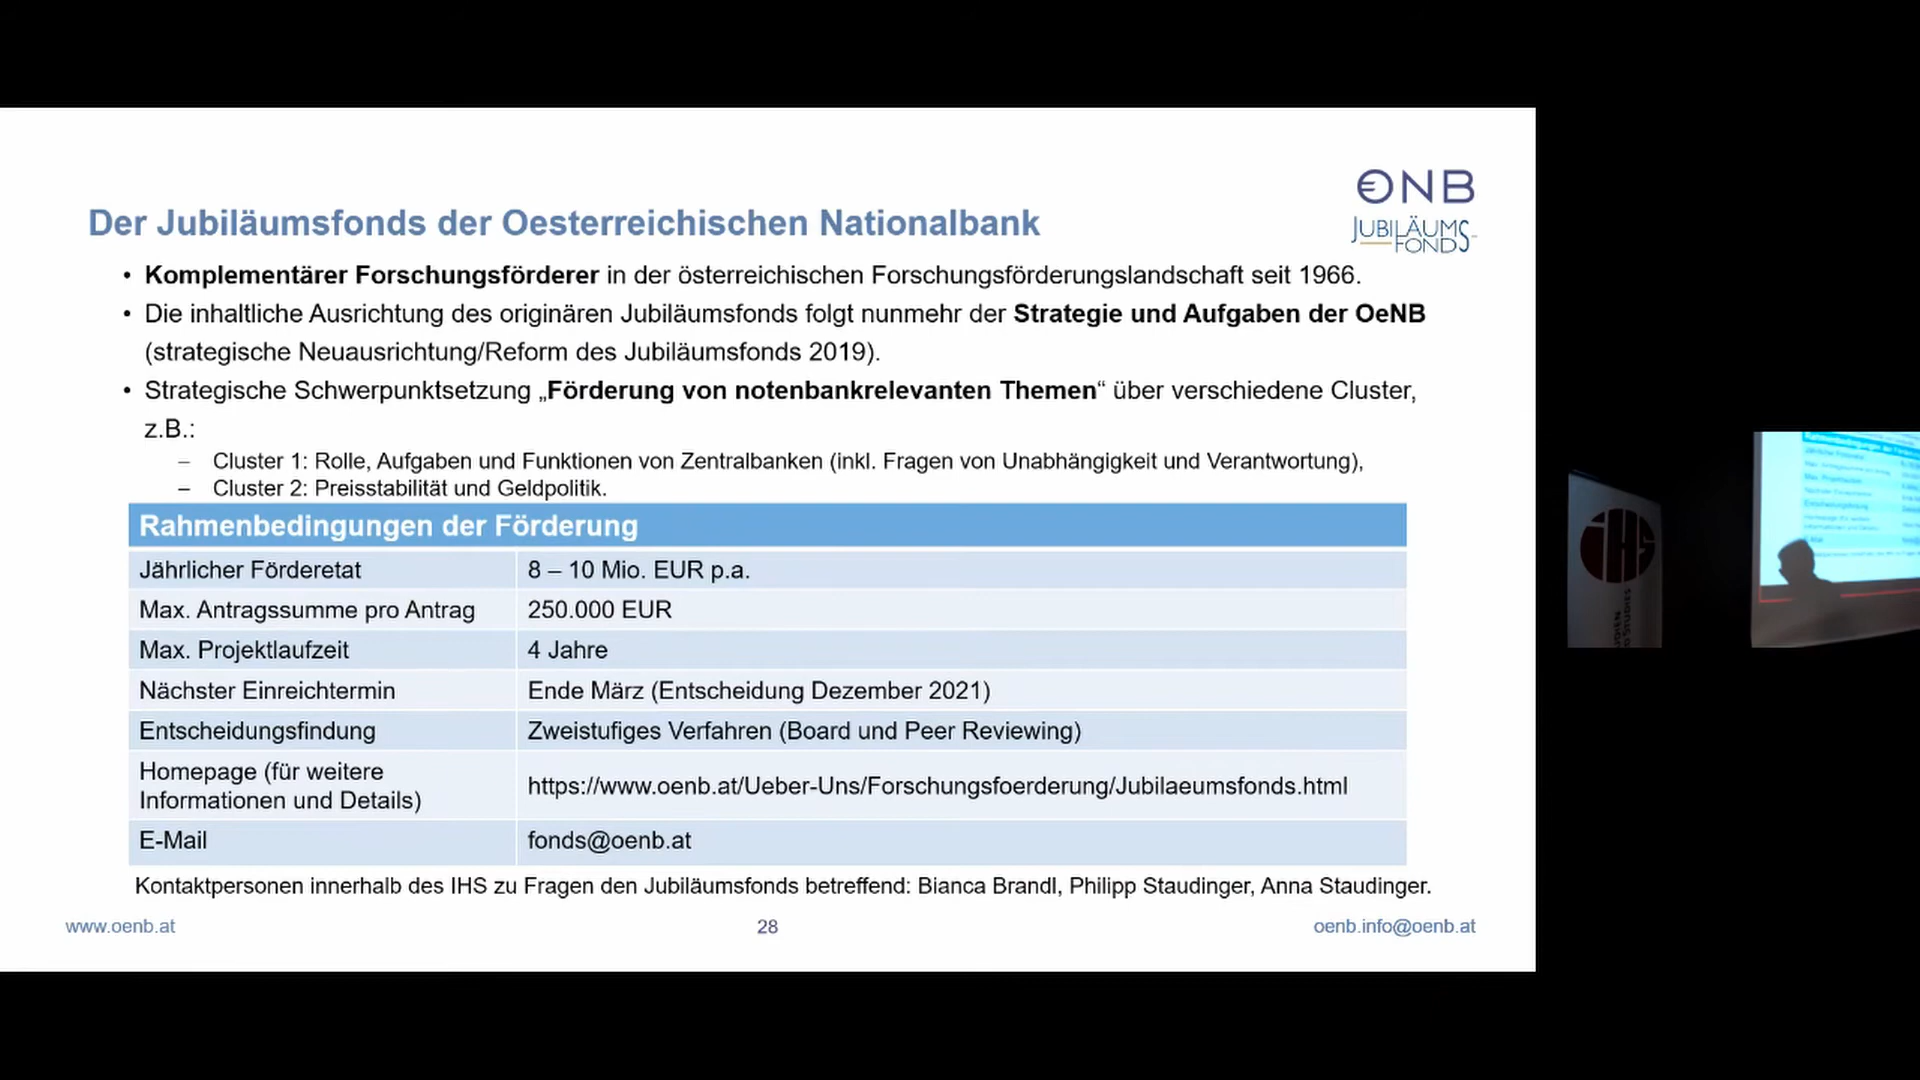 ONB
JUBILÄUMS
FONDS
Der Jubiläumsfonds der Oesterreichischen Nationalbank
• Komplementärer Forschungsförderer in der österreichischen Forschungsförderungslandschaft seit 1966.
• Die inhaltliche Ausrichtung des originären Jubiläumsfonds folgt nunmehr der Strategie und Aufgaben der OeNB
(strategische Neuausrichtung/Reform des Jubiläumsfonds 2019).
• Strategische Schwerpunktsetzung „Förderung von notenbankrelevanten Themen“ über verschiedene Cluster,
z.B.:
– Cluster 1: Rolle, Aufgaben und Funktionen von Zentralbanken (inkl. Fragen von Unabhängigkeit und Verantwortung),
– Cluster 2: Preisstabilität und Geldpolitik.
Rahmenbedingungen der Förderung
Jährlicher Förderetat 8 – 10 Mio. EUR p.a.
Max. Antragssumme pro Antrag 250.000 EUR
Max. Projektlaufzeit 4 Jahre
Nächster Einreichtermin Ende März (Entscheidung Dezember 2021)
Entscheidungsfindung Zweistufiges Verfahren (Board und Peer Reviewing)
Homepage (für weitere
Informationen und Details) https://www.oenb.at/Ueber-Uns/Forschungsfoerderung/Jubilaeumsfonds.html
E-Mail fonds@oenb.at
Kontaktpersonen innerhalb des IHS zu Fragen den Jubiläumsfonds betreffend: Bianca Brandl, Philipp Staudinger, Anna Staudinger.
www.oenb.at 28 oenb.info@oenb.at
IHS